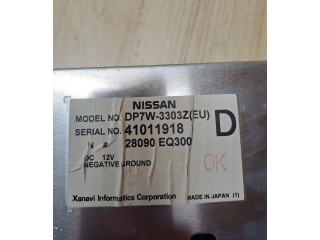 NISSAN
MODEL NO. DP7W-3303Z(EU)
SERIAL NO. 41011918 D
N # 28090 EQ300
DC 12V OK
NEGATIVE GROUND
Xanavi Informatics Corporation MADE IN JAPAN (1)